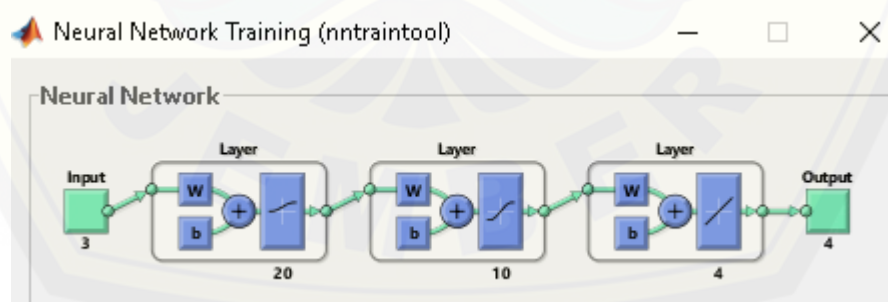 Neural Network Training (nntraintool)
Neural Network
Layer Layer Layer
Input Output
W W W
+ + +
b b b
3 4
20 10 4